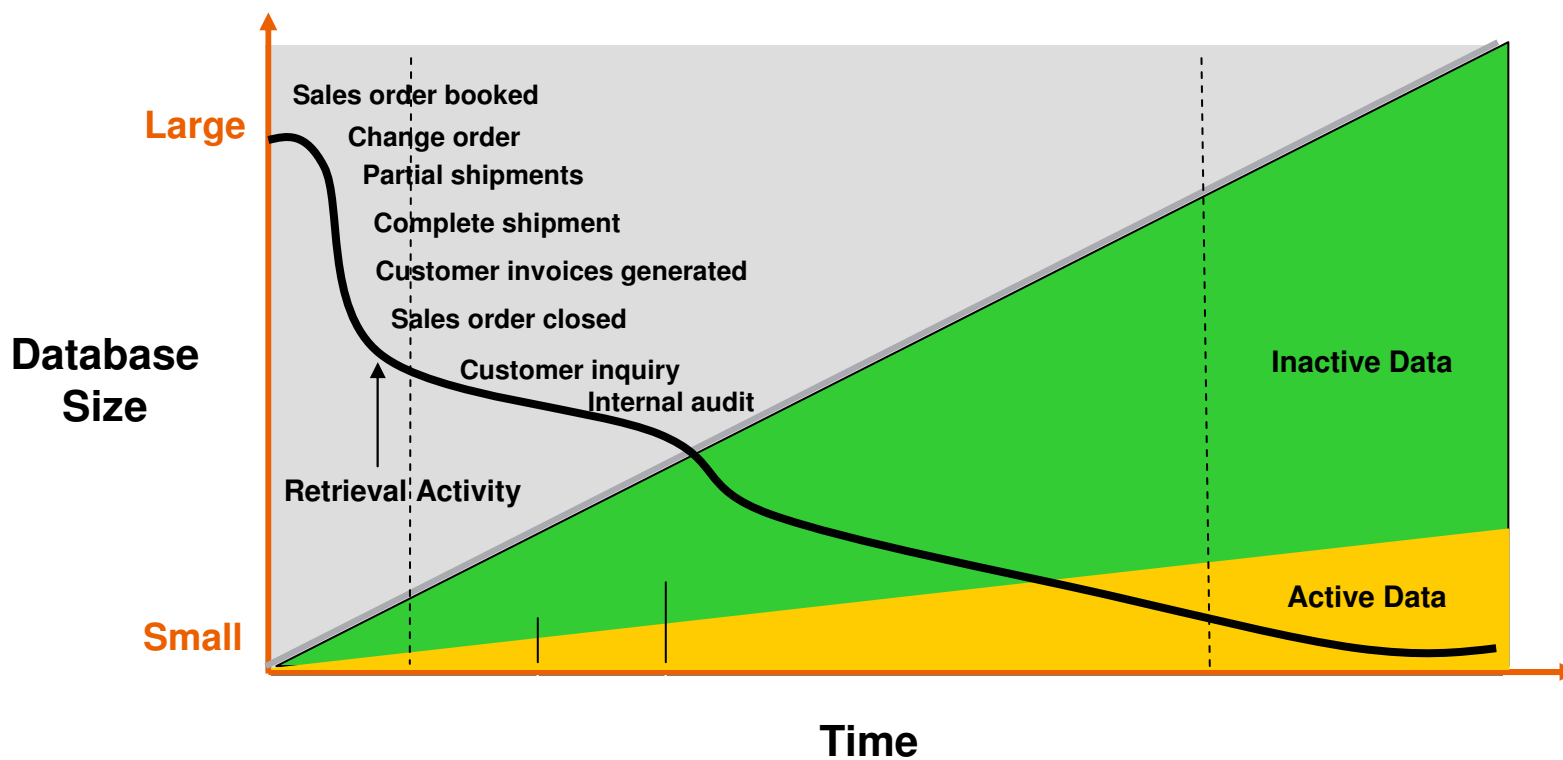 Sales order booked
Large
Change order
Partial shipments
Complete shipment
Customer invoices generated
Sales order closed
Database
Size
Customer inquiry
Inactive Data
Internal audit
Retrieval Activity
Active Data
Small
Time